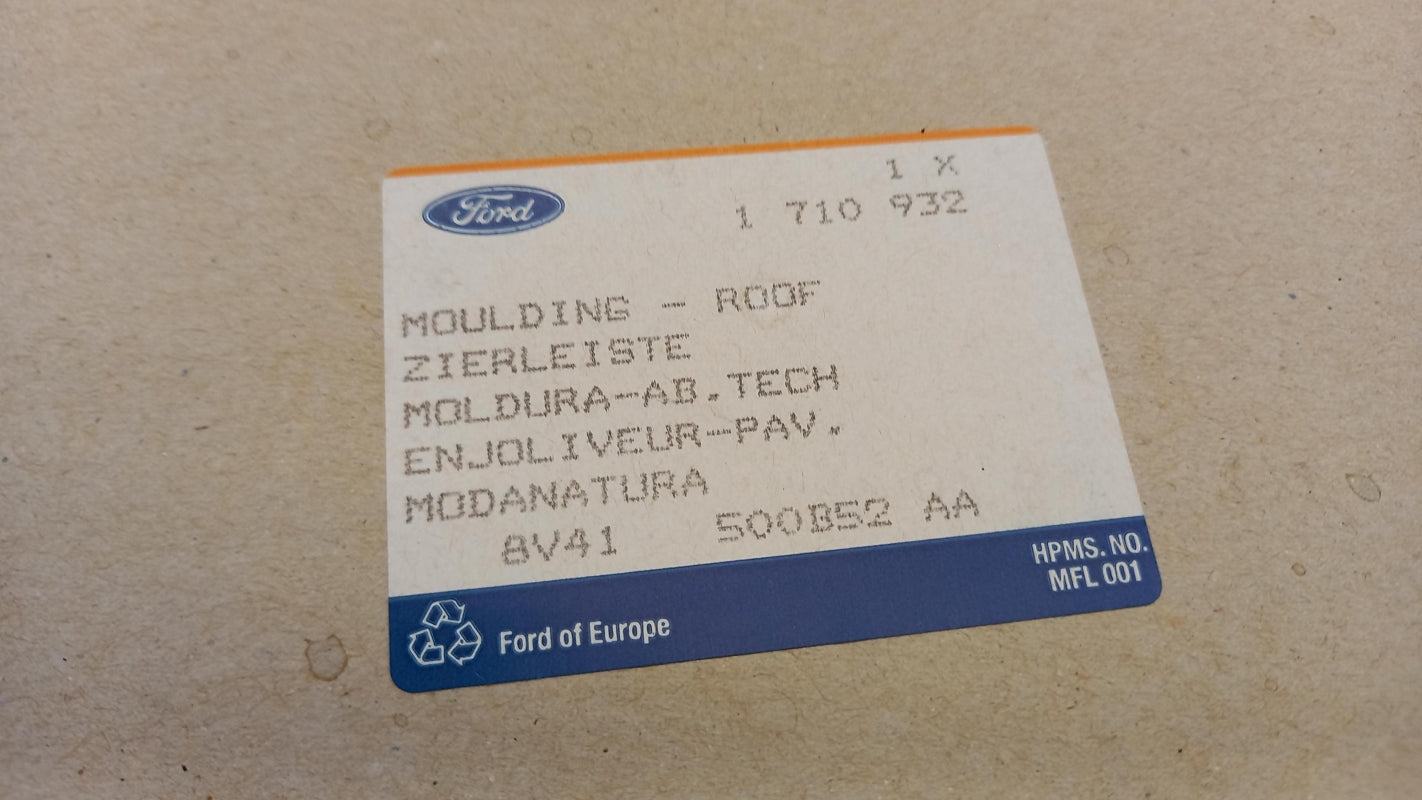 1 X
Ford
1 710 932
MOULDING - ROOF
ZIERLEISTE
MOLDURA-AB.TECH
ENJOLIVEUR-PAV.
MODANATURA
8V41 500B52 AA
HPMS. NO.
MFL 001
Ford of Europe